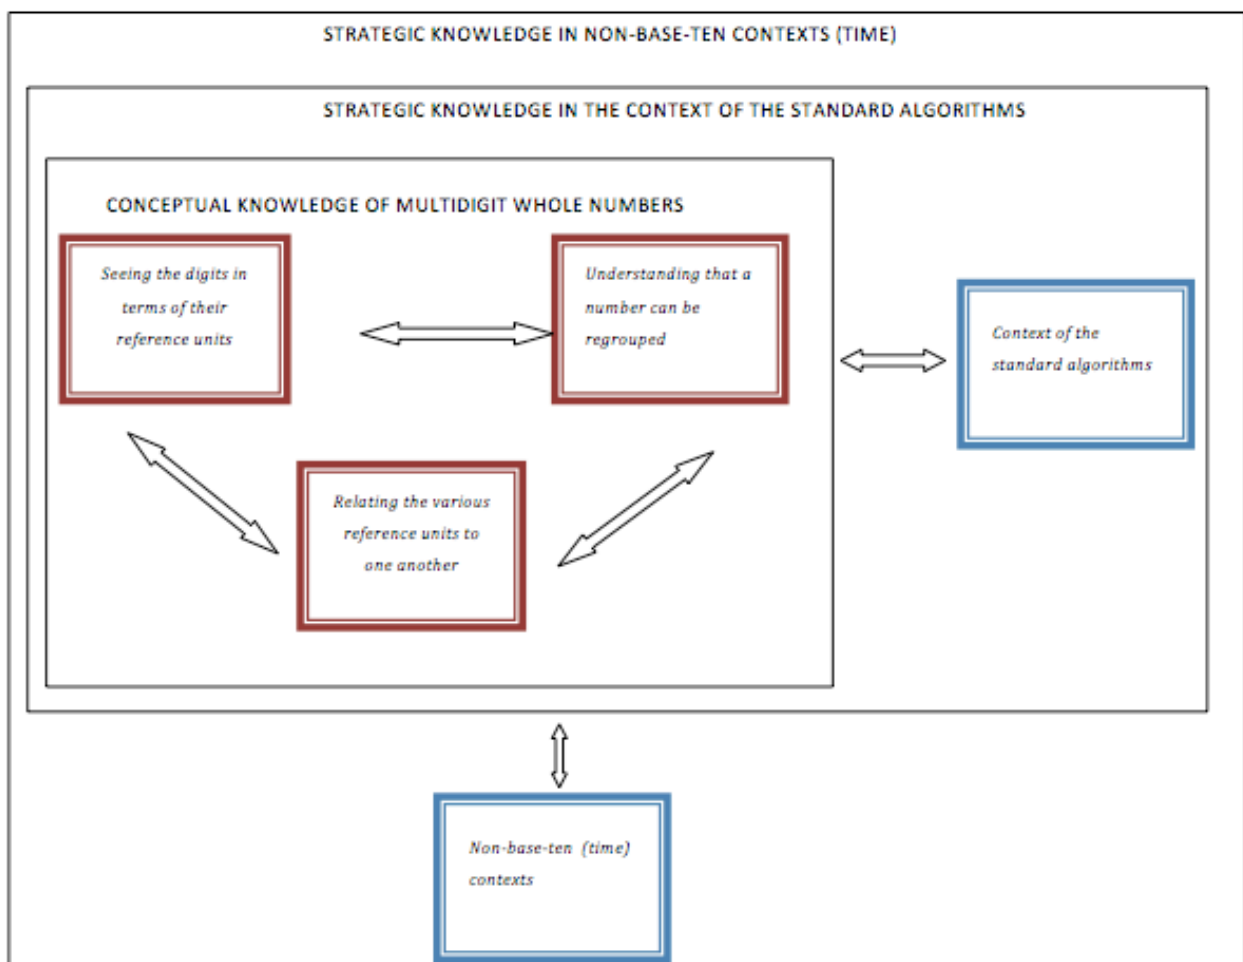 STRATEGIC KNOWLEDGE IN NON-BASE-TEN CONTEXTS (TIME)
STRATEGIC KNOWLEDGE IN THE CONTEXT OF THE STANDARD ALGORITHMS
CONCEPTUAL KNOWLEDGE OF MULTIDIGIT WHOLE NUMBERS
Seeing the digits in
terms of their
reference units
Understanding that a
number can be
regrouped
Context of the
standard algorithms
Relating the various
reference units to
one another
Non-base-ten (time)
contexts